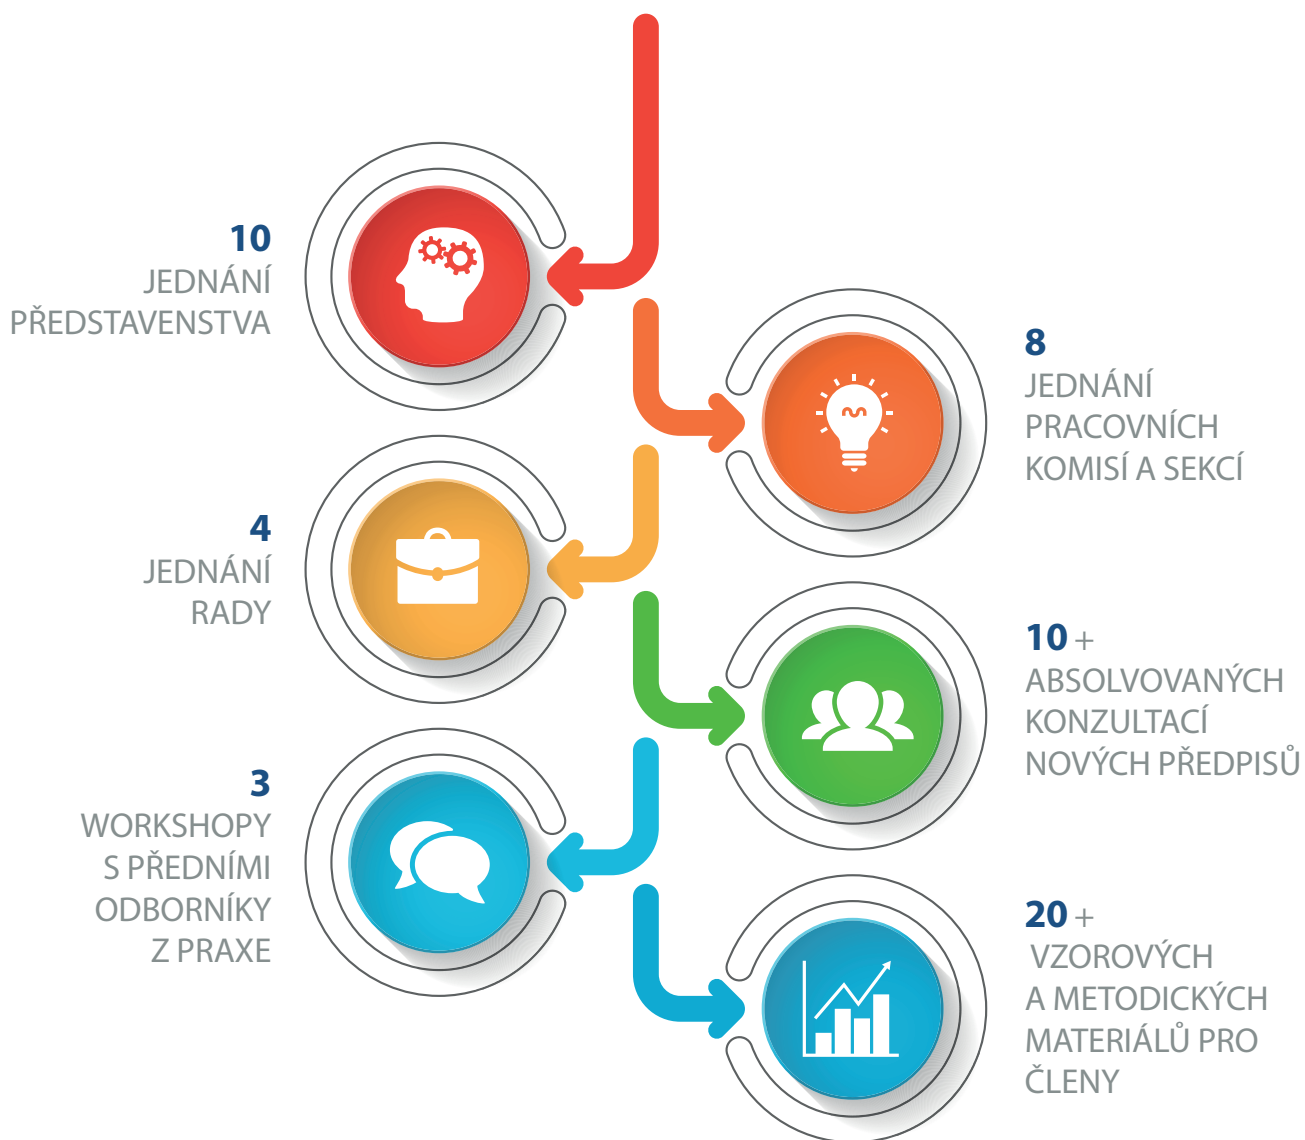 10
JEDNÁNÍ
PŘEDSTAVENSTVA
8
JEDNÁNÍ
PRACOVNÍCH
KOMISÍ A SEKCÍ
4
JEDNÁNÍ
RADY
10 +
ABSOLVOVANÝCH
KONZULTACÍ
NOVÝCH PŘEDPISŮ
3
WORKSHOPY
S PŘEDNÍMI
ODBORNÍKY
Z PRAXE
20 +
VZOROVÝCH
A METODICKÝCH
MATERIÁLŮ PRO
ČLENY